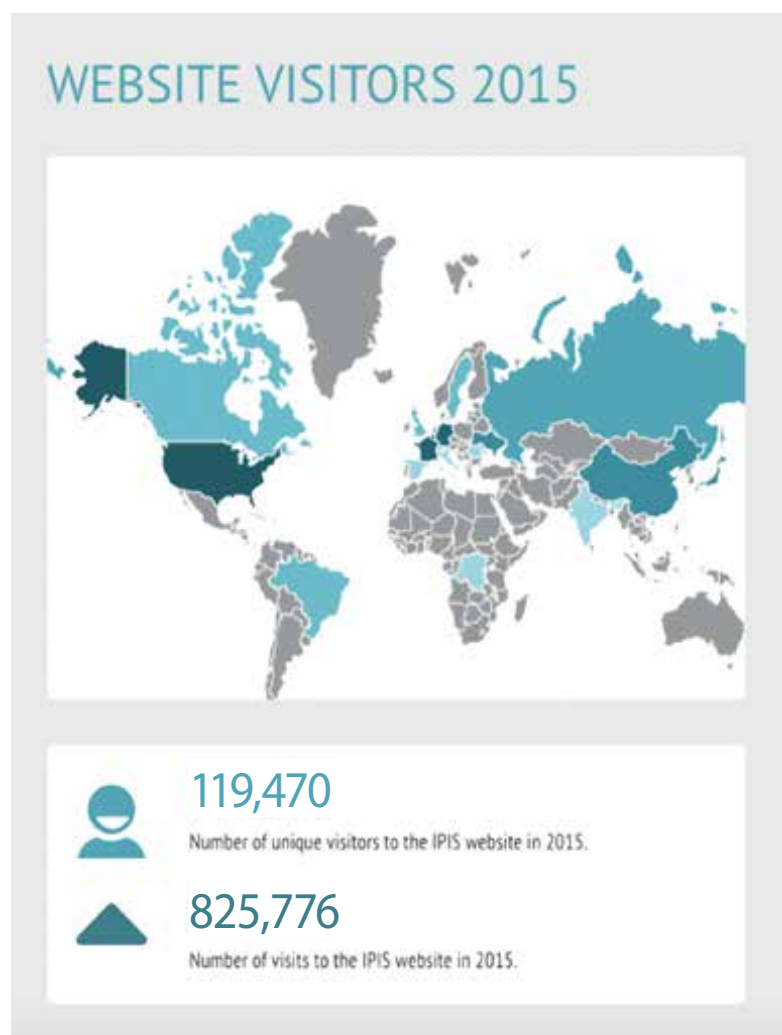 WEBSITE VISITORS 2015
119,470
Number of unique visitors to the IPIS website in 2015.
825,776
Number of visits to the IPIS website in 2015.